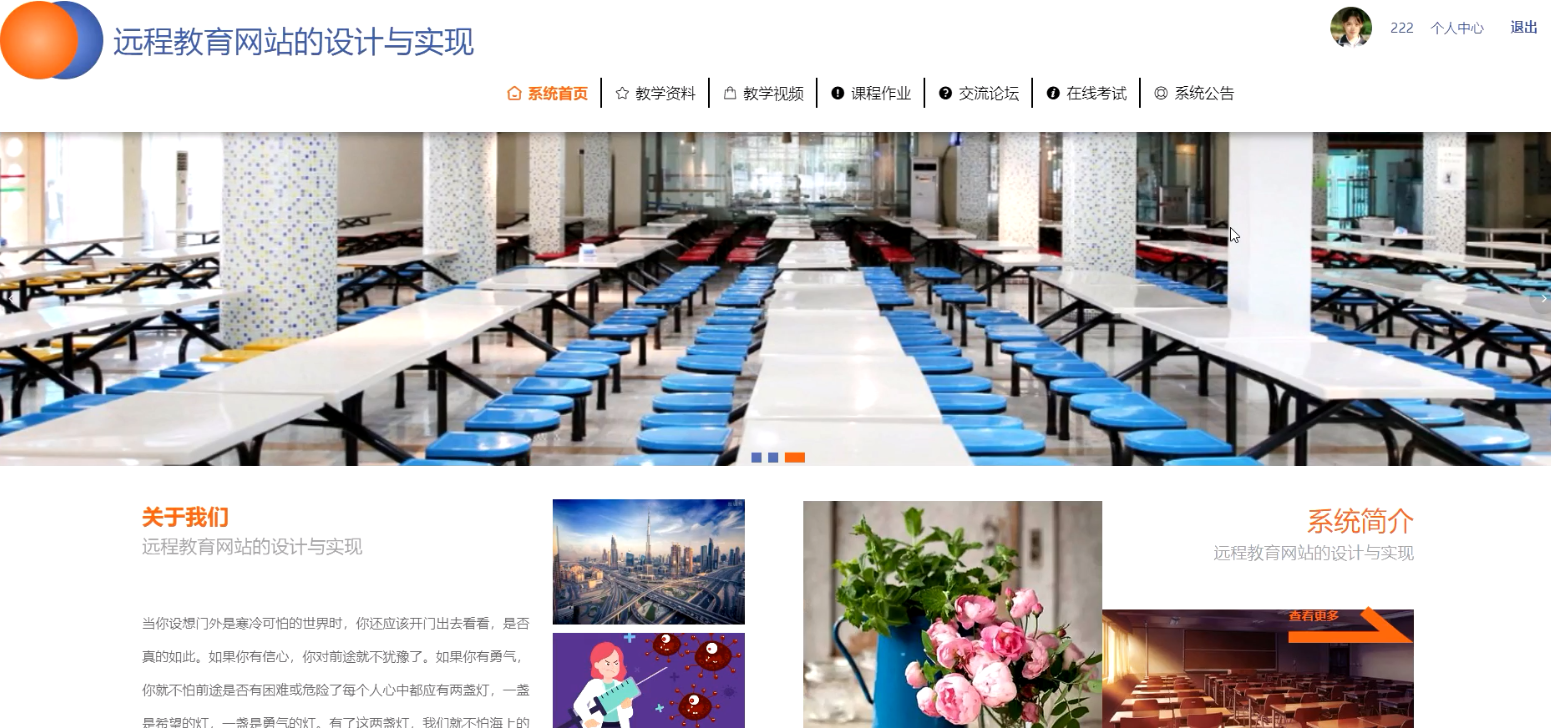 远程教育网站的设计与实现
222 个人中心 退出
系统首页 教学资料 教学视频 课程作业 交流论坛 在线考试 系统公告
关于我们
远程教育网站的设计与实现
当你设想门外是寒冷可怕的世界时，你还应该开门出去看看，是否
真的如此。如果你有信心，你对前途就不犹豫了。如果你有勇气，
你就不怕前途是否有困难或危险了每个人心中都应有两盏灯，一盏
是希望的灯，一盏是勇气的灯。有了这两盏灯，我们就不怕海上的
系统简介
远程教育网站的设计与实现
查看更多